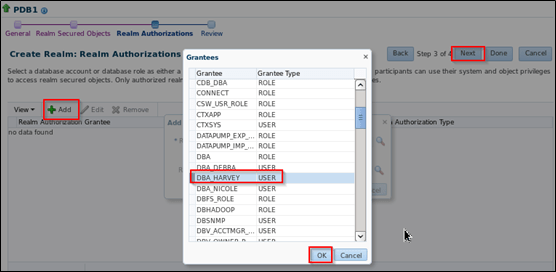 PDB1
General Realm Secured Objects Realm Authorizations Review
Create Realm: Realm Authorizations
Back Step 3 of 4 Next Done Cancel
Select a database account or database role as either a
participants can use their system and object privileges
to access realm secured objects. Only authorized realm
View Add Edit Remove
Realm Authorization Grantee
Authorization Type
no data found
Add
Grantees
Grantee Grantee Type
CDB_DBA ROLE
CONNECT ROLE
CSW_USR_ROLE ROLE
CTXAPP ROLE
CTXSYS USER
DATAPUMP_EXP_... ROLE
DATAPUMP_IMP_... ROLE
DBA ROLE
DBA_DEBRA USER
DBA_HARVEY USER
DBA_NICOLE USER
DBFS_ROLE ROLE
DBHADOOP ROLE
DBSNMP USER
DBV_ACCTMGR_... USER
DBV_OWNER_B... USER
OK Cancel